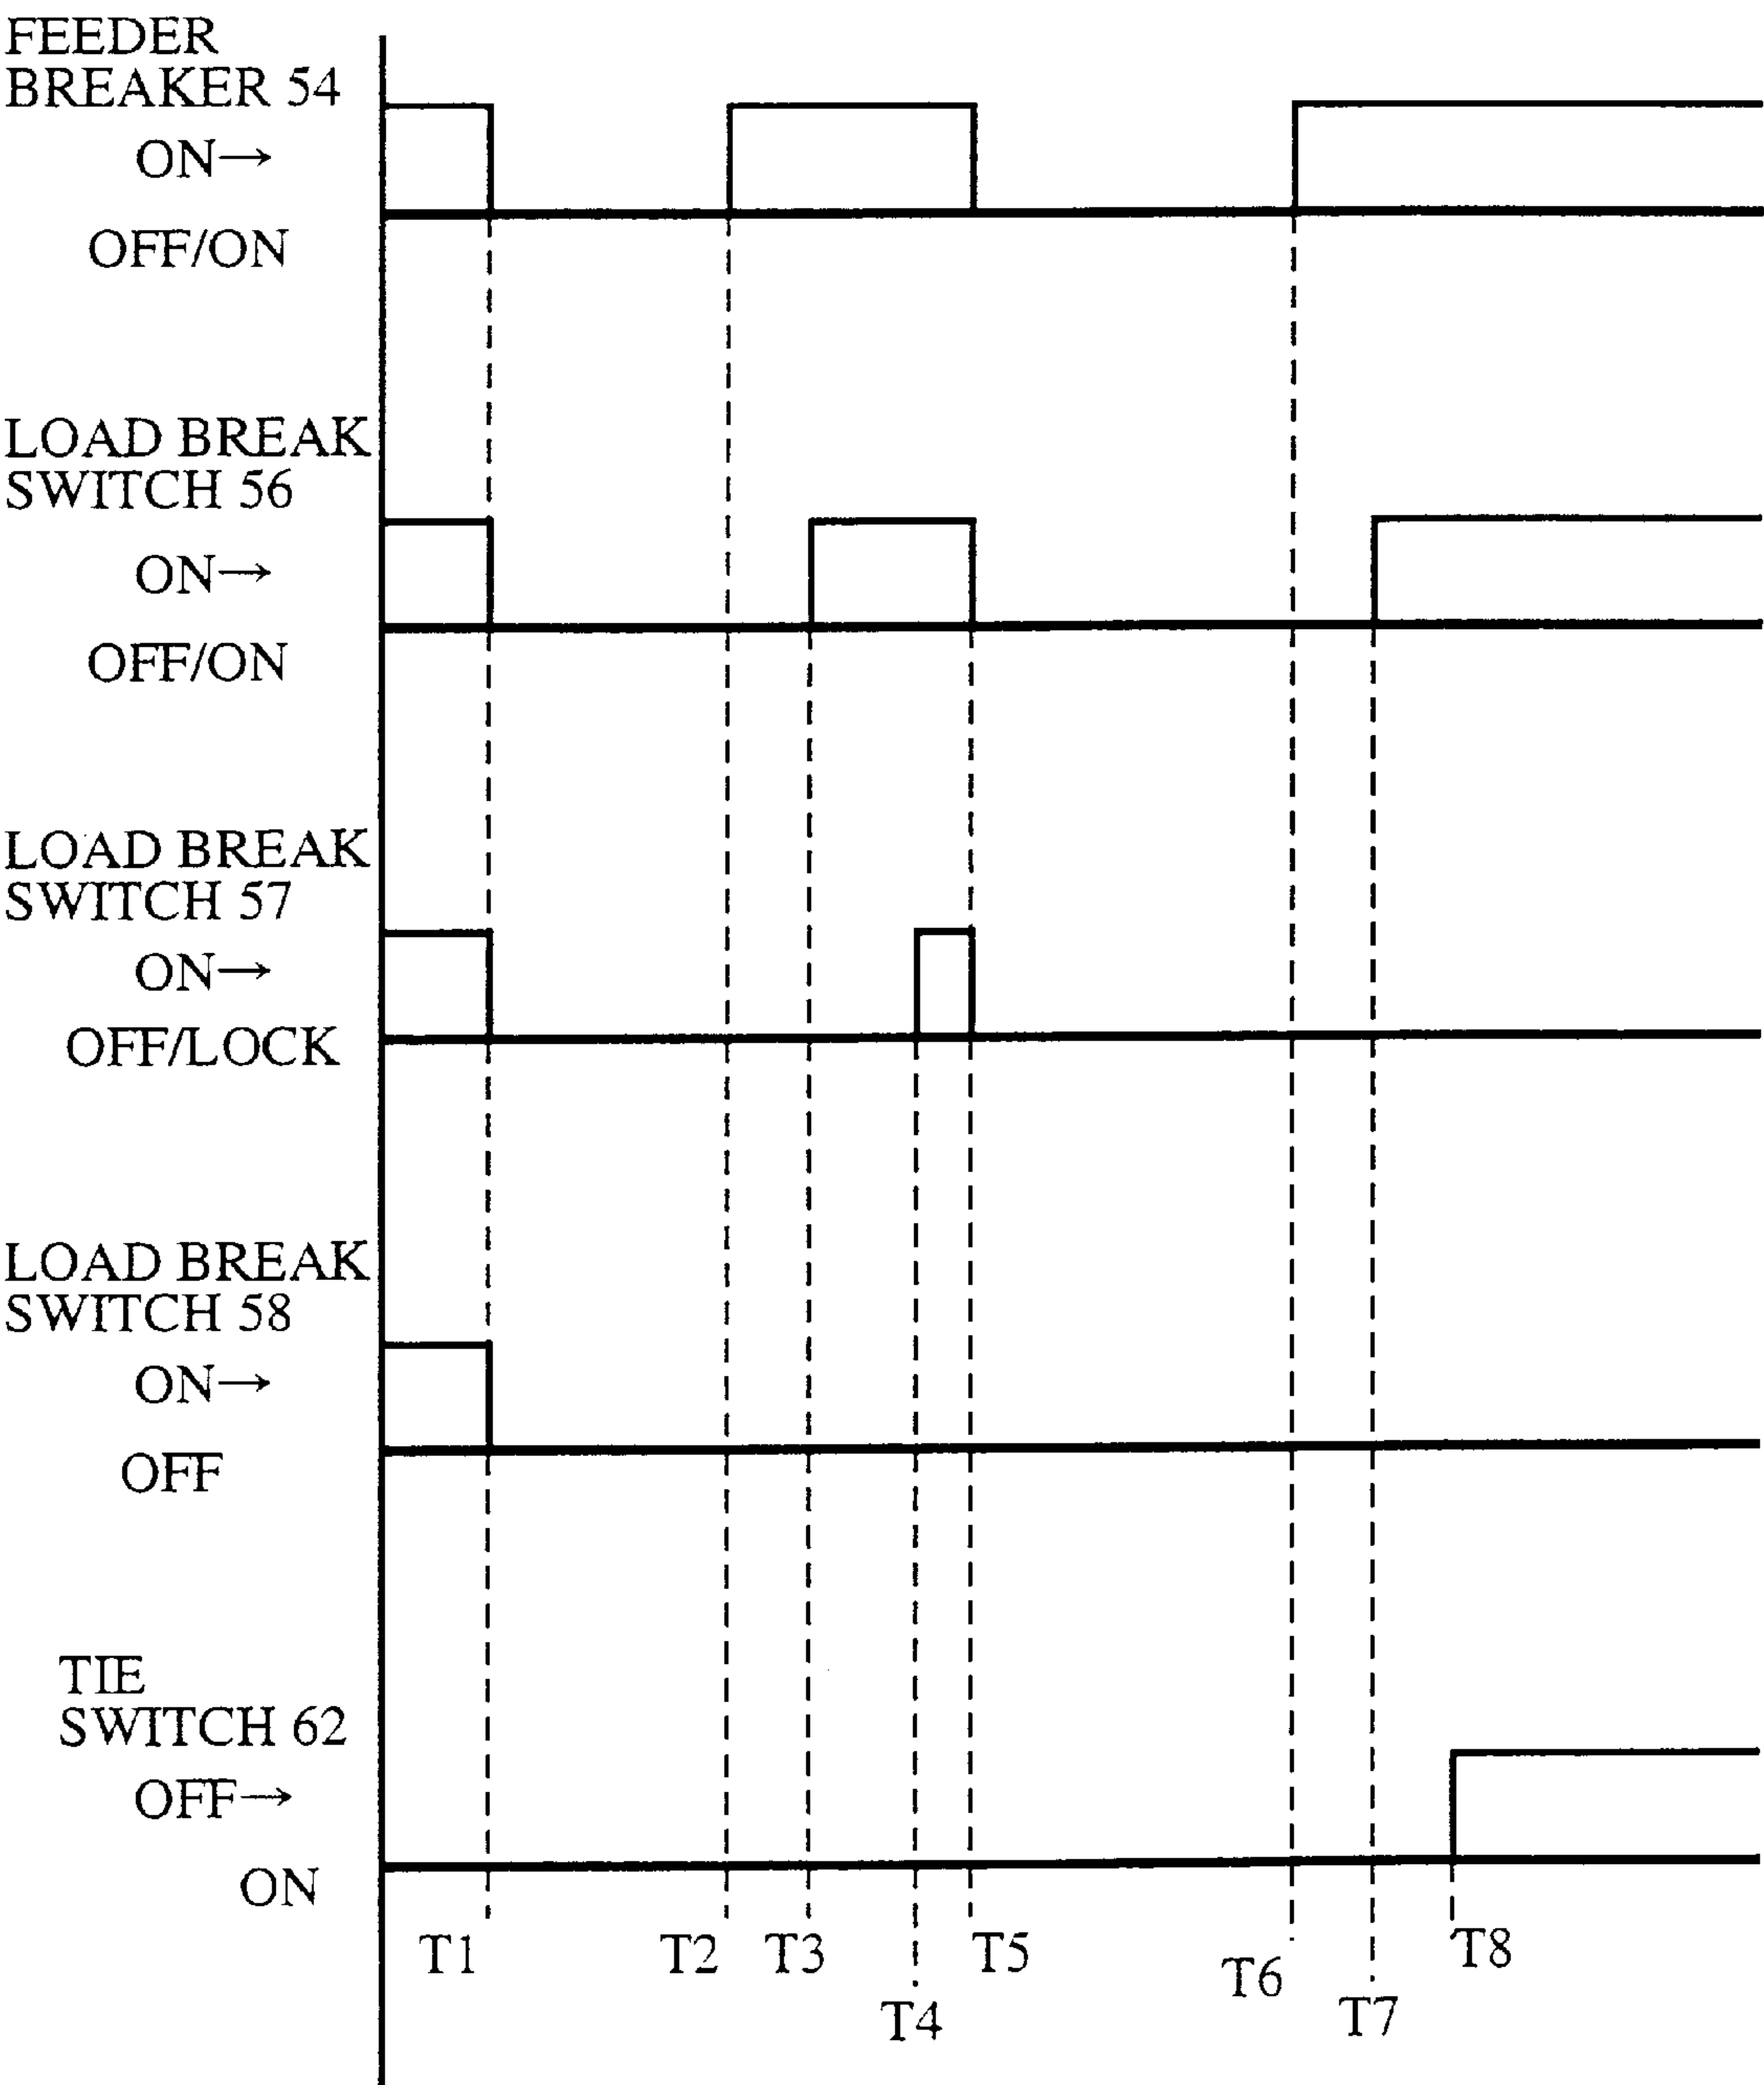 FEEDER
BREAKER 54
ON→
OFF/ON
LOAD BREAK
SWITCH 56
ON→
OFF/ON
LOAD BREAK
SWITCH 57
ON→
OFF/LOCK
LOAD BREAK
SWITCH 58
ON→
OFF
TIE
SWITCH 62
OFF→
ON
T1 T2 T3 T5 T8
T6
T4 T7